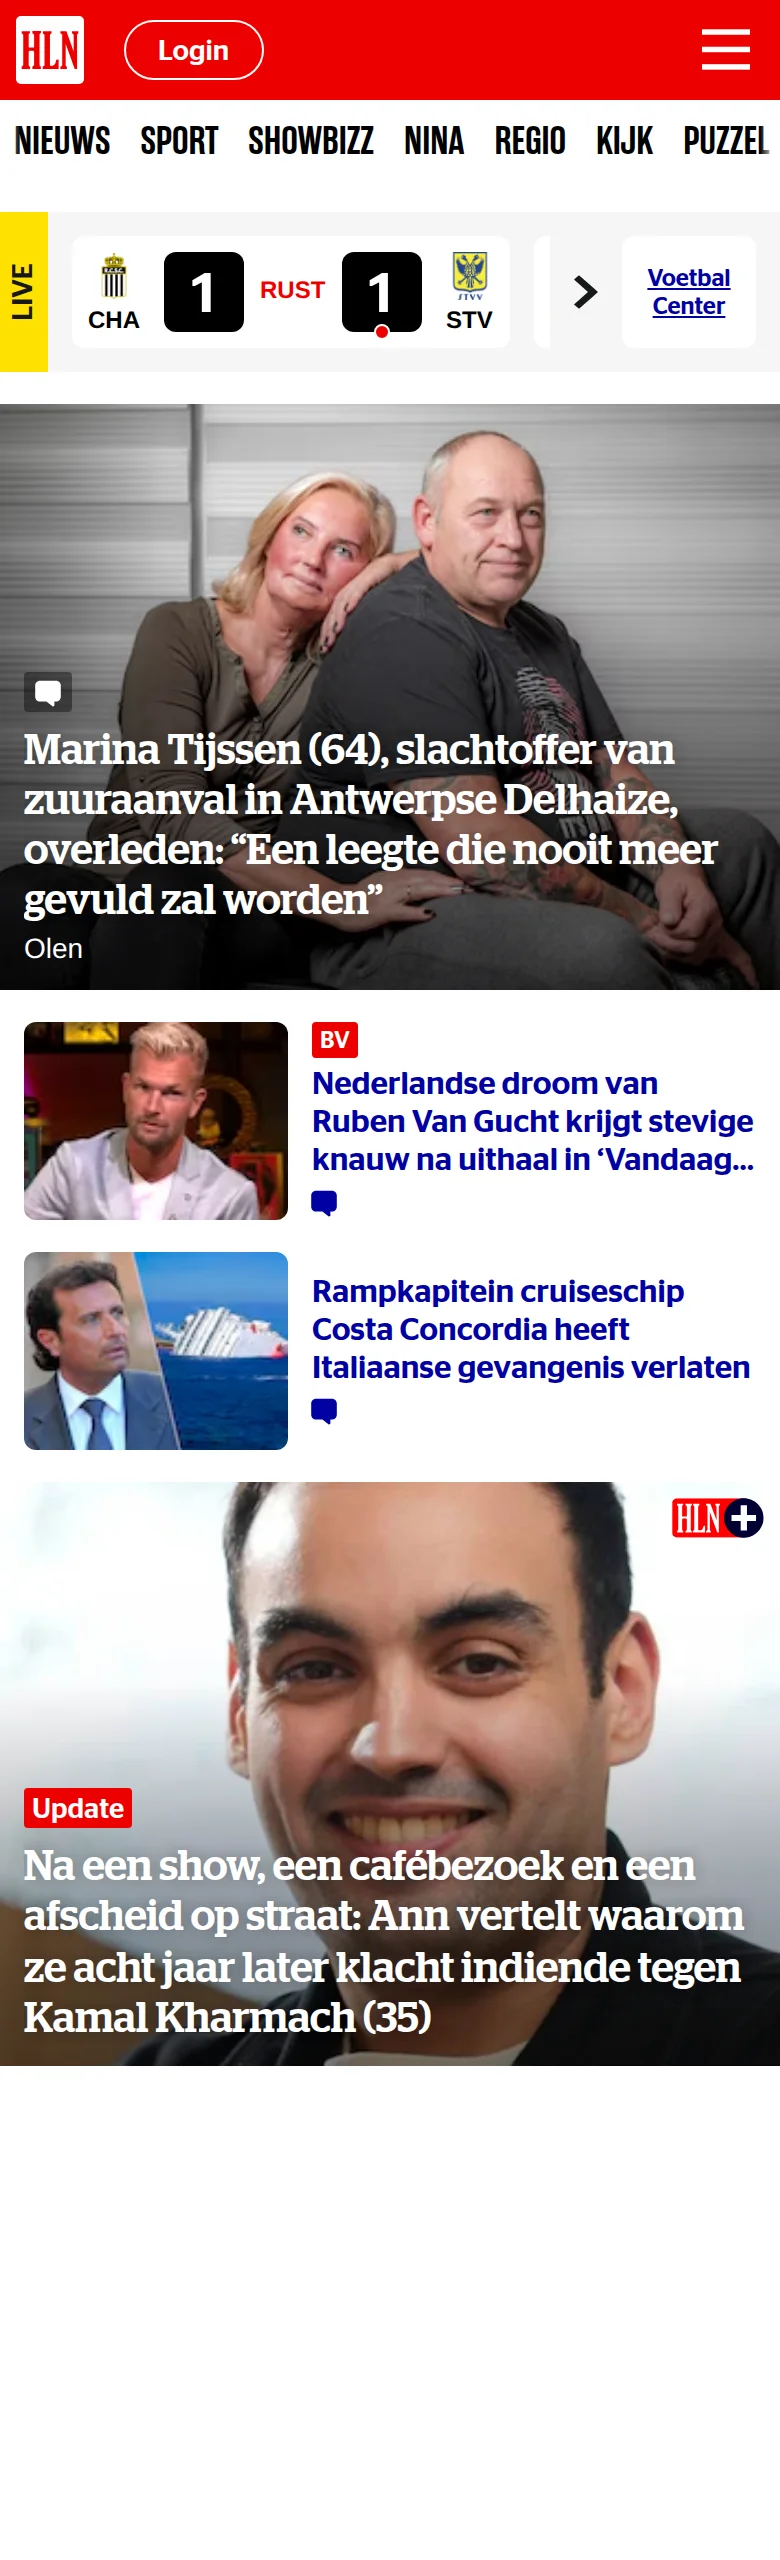 HLN
Login
NIEUWS SPORT SHOWBIZZ NINA REGIO KIJK PUZZEL
LIVE
CHA
1
RUST
1
STVV
STV
Voetbal
Center
Marina Tijssen (64), slachtoffer van
zuuraanval in Antwerpse Delhaize,
overleden: “Een leegte die nooit meer
gevuld zal worden”
Olen
BV
Nederlandse droom van
Ruben Van Gucht krijgt stevige
knauw na uithaal in ‘Vandaag...
Rampkapitein cruiseschip
Costa Concordia heeft
Italiaanse gevangenis verlaten
HLN+
Update
Na een show, een cafébezoek en een
afscheid op straat: Ann vertelt waarom
ze acht jaar later klacht indiende tegen
Kamal Kharmach (35)